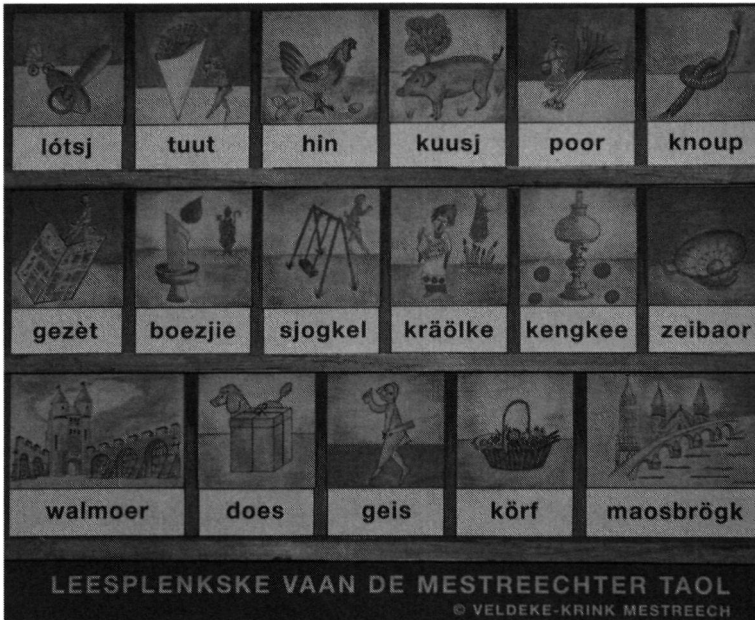 lótsj tuut hin kuusj poor knoup
gezèt boezjie sjogkel kräölke kengkee zeibaor
walmoer does geis körf maosbrögk
LEESPLENKSKE VAAN DE MESTREECHTER TAOL
© VELDEKE-KRINK MESTREECH